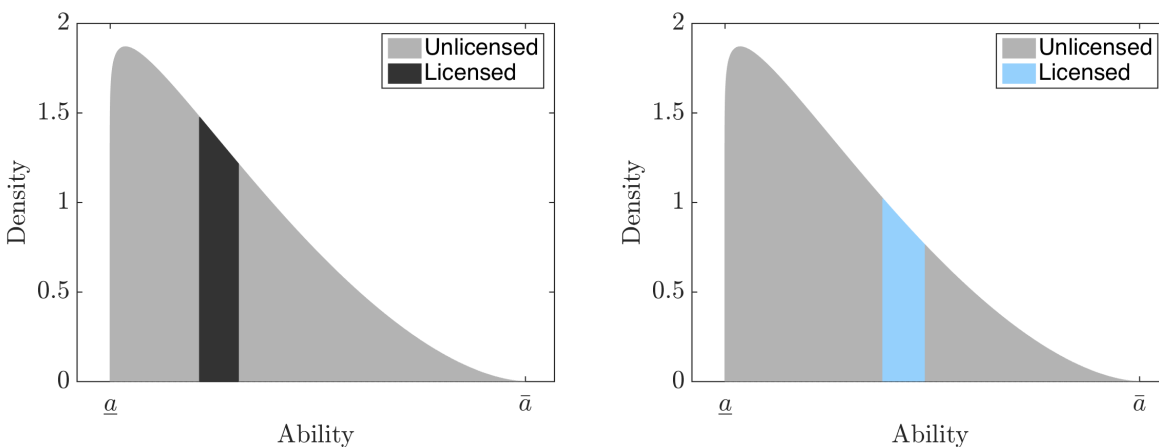 2
1.5
1
0.5
0
Density
Unlicensed
Licensed
a
ā
Ability
2
1.5
1
0.5
0
Density
Unlicensed
Licensed
a
ā
Ability